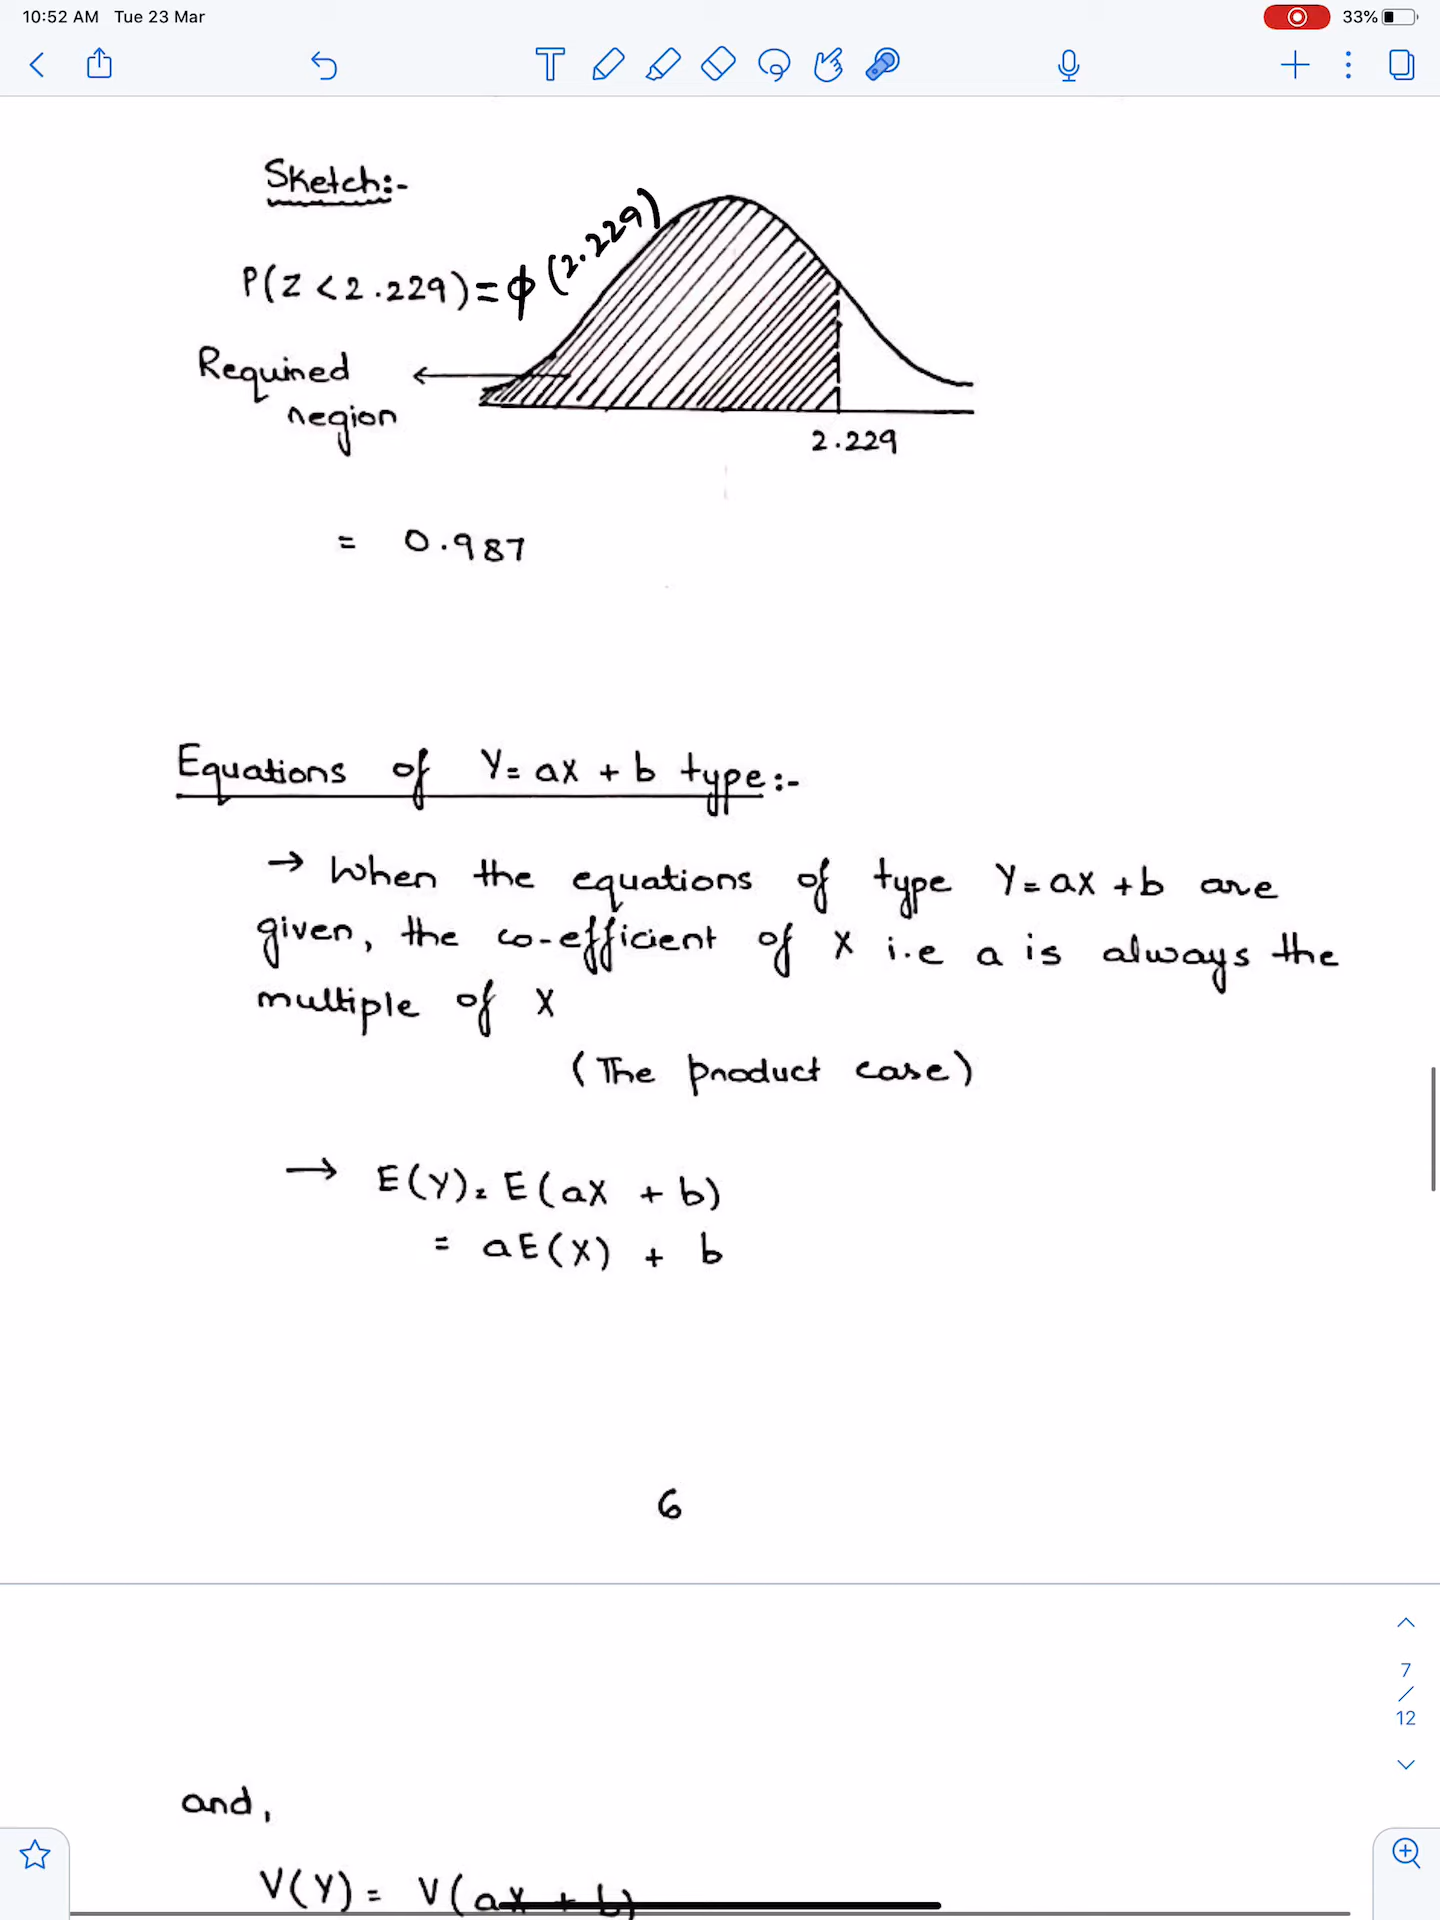 10:52 AM Tue 23 Mar 33%
Sketch:-
P(Z < 2.229) = ϕ(2.229)
Required
region
2.229
= 0.987
Equations of Y = ax + b type:-
→ When the equations of type Y = ax + b are
given, the co-efficient of X i.e a is always the
multiple of X
(The product case)
→ E(Y) = E(ax + b)
= aE(X) + b
6
7
/
12
and,
V(Y) = V(ax + b)